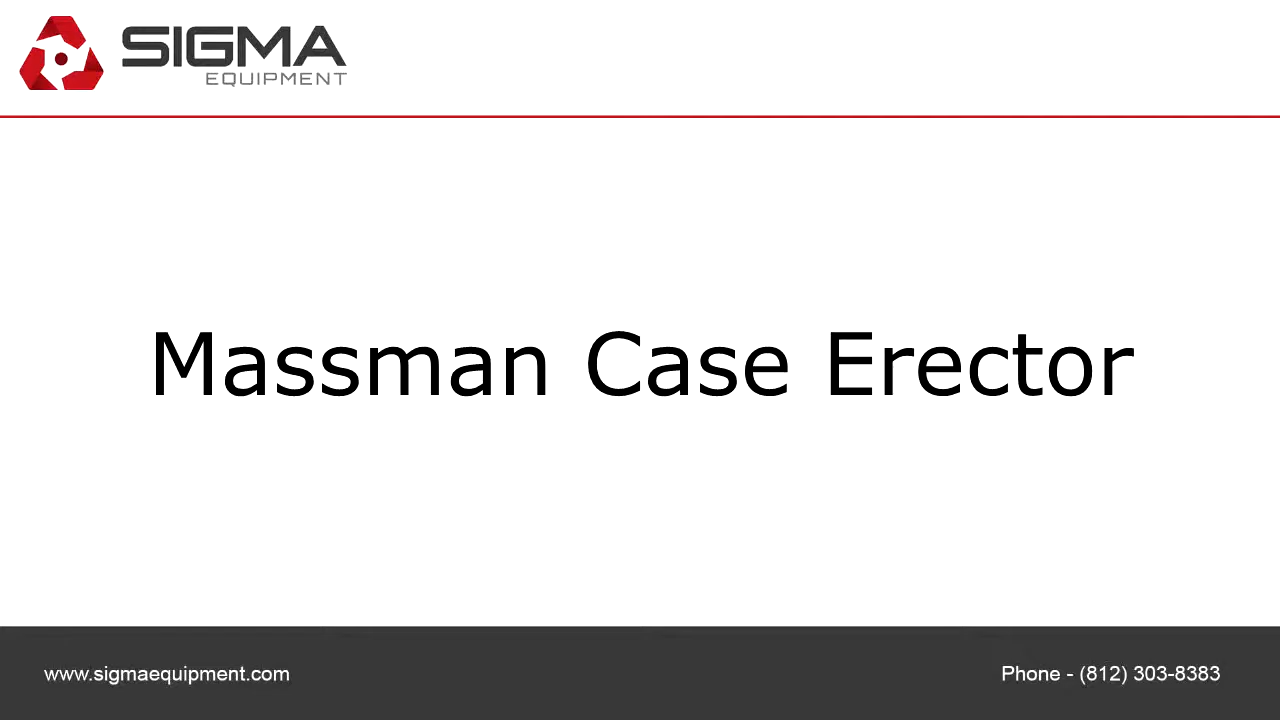 SIGMA
EQUIPMENT
Massman Case Erector
www.sigmaequipment.com
Phone - (812) 303-8383